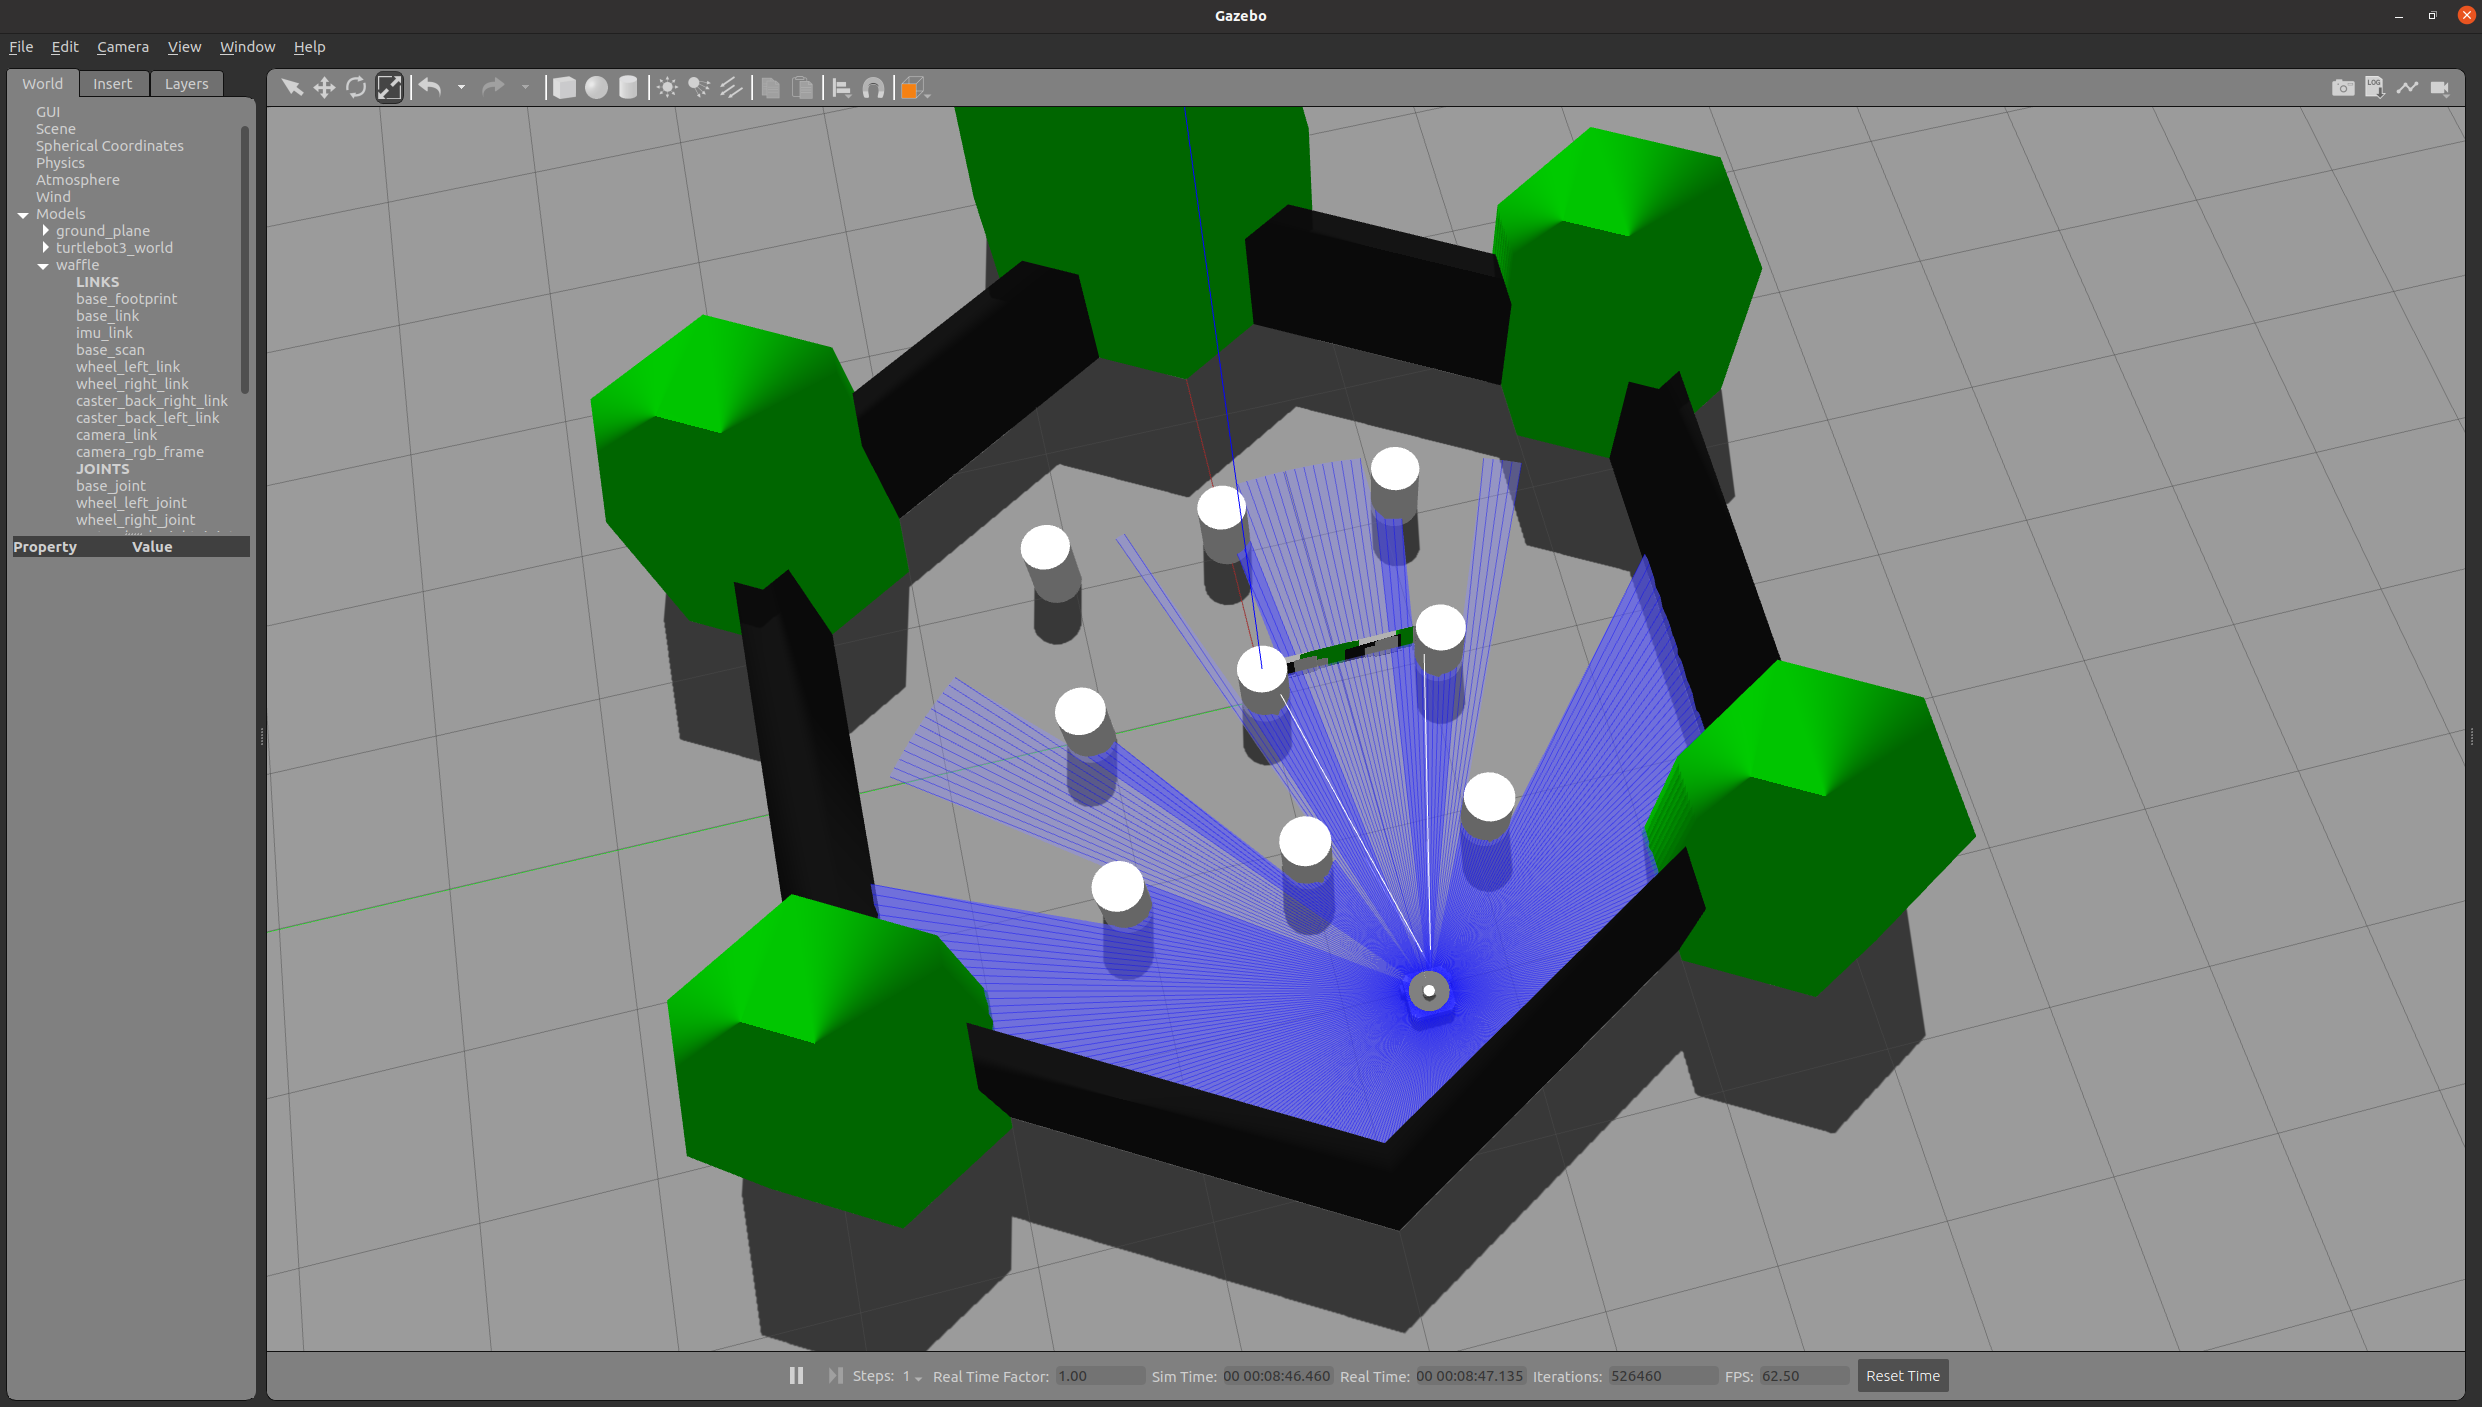 Gazebo
File Edit Camera View Window Help
World Insert Layers
LOG
GUI
Scene
Spherical Coordinates
Physics
Atmosphere
Wind
Models
ground_plane
turtlebot3_world
waffle
LINKS
base_footprint
base_link
imu_link
base_scan
wheel_left_link
wheel_right_link
caster_back_right_link
caster_back_left_link
camera_link
camera_rgb_frame
JOINTS
base_joint
wheel_left_joint
wheel_right_joint
Property Value
Steps: 1 Real Time Factor: 1.00 Sim Time: 00 00:08:46.460 Real Time: 00 00:08:47.135 Iterations: 526460 FPS: 62.50 Reset Time